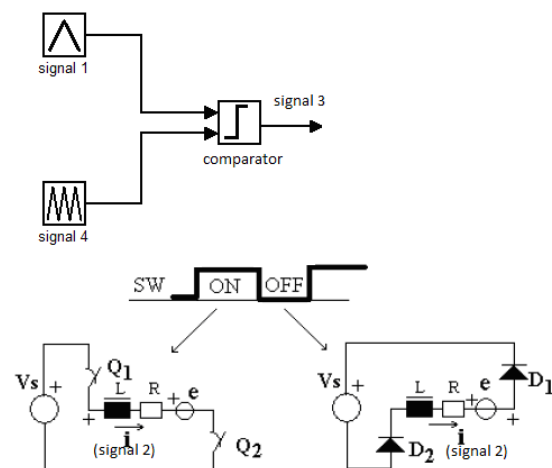 signal 1
signal 3
comparator
signal 4
SW ON OFF
Q1
Vs +
L R + e
+ i
(signal 2)
Q2
Vs +
L R + e
D1
+
i
(signal 2)
D2